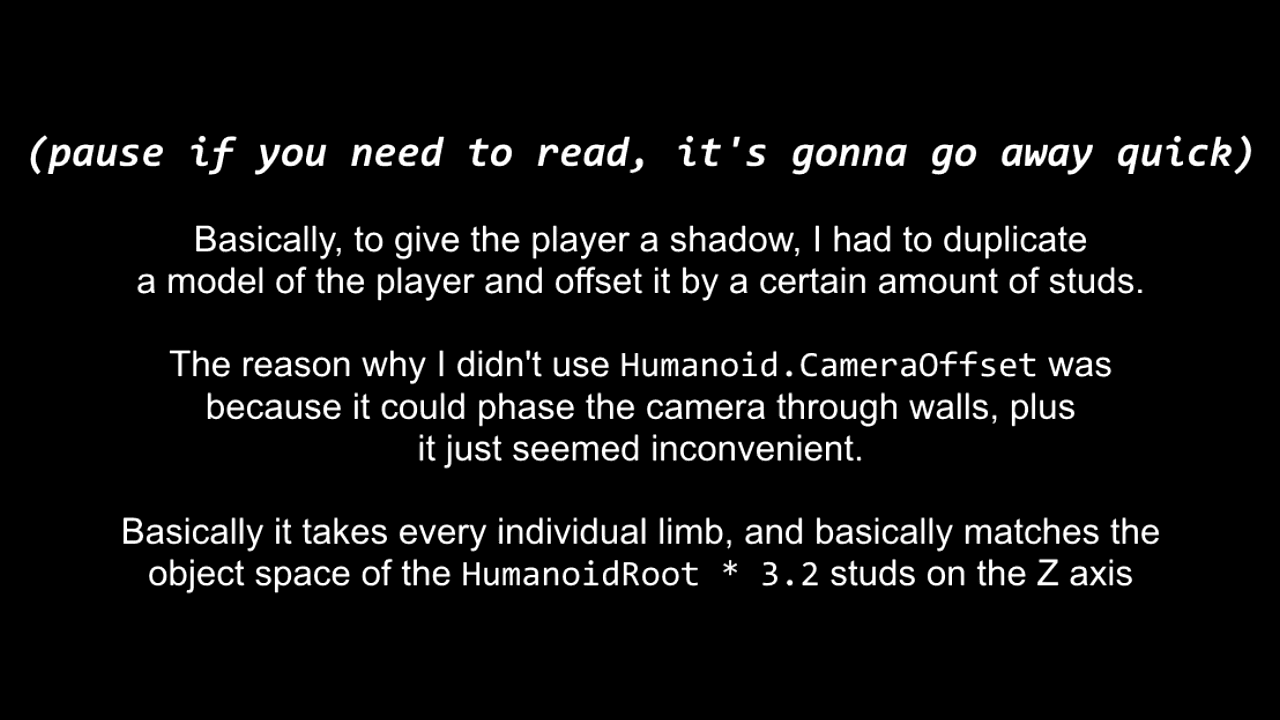 (pause if you need to read, it's gonna go away quick)
Basically, to give the player a shadow, I had to duplicate
a model of the player and offset it by a certain amount of studs.
The reason why I didn't use Humanoid.CameraOffset was
because it could phase the camera through walls, plus
it just seemed inconvenient.
Basically it takes every individual limb, and basically matches the
object space of the HumanoidRoot * 3.2 studs on the Z axis